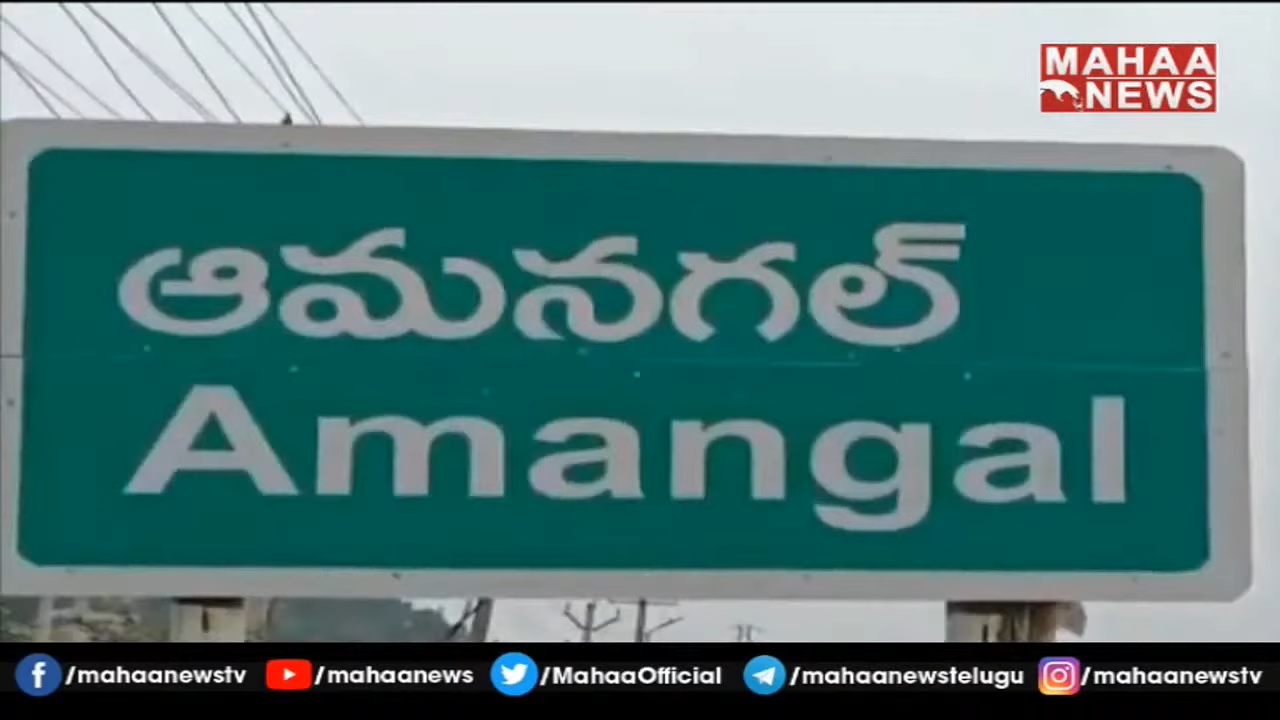 MAHAA
NEWS
ఆమనగల్
Amangal
/mahaanewstv /mahaanews /MahaaOfficial /mahaanewstelugu /mahaanewstv